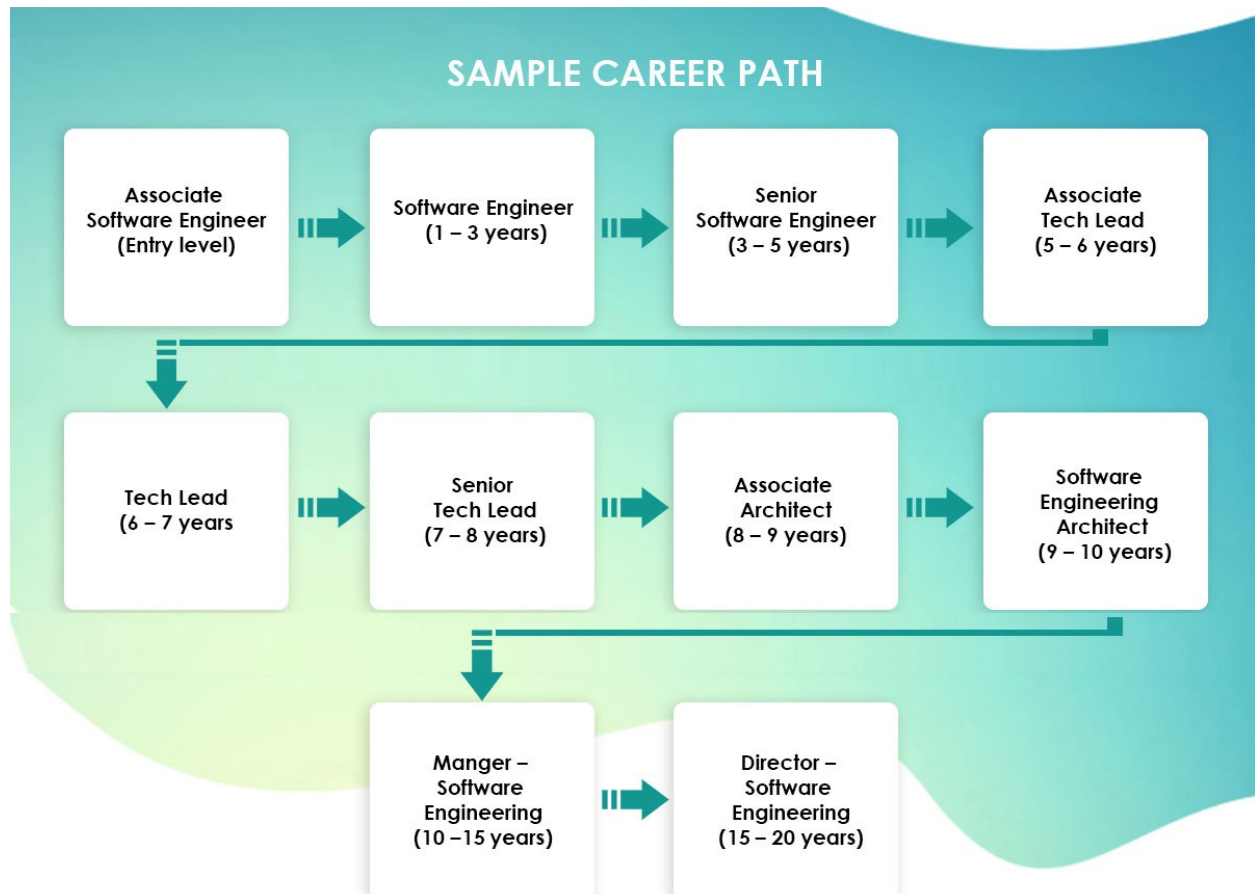 SAMPLE CAREER PATH
Associate
Software Engineer
(Entry level)
Software Engineer
(1 – 3 years)
Senior
Software Engineer
(3 – 5 years)
Associate
Tech Lead
(5 – 6 years)
Tech Lead
(6 – 7 years
Senior
Tech Lead
(7 – 8 years)
Associate
Architect
(8 – 9 years)
Software
Engineering
Architect
(9 – 10 years)
Manger –
Software
Engineering
(10 –15 years)
Director –
Software
Engineering
(15 – 20 years)